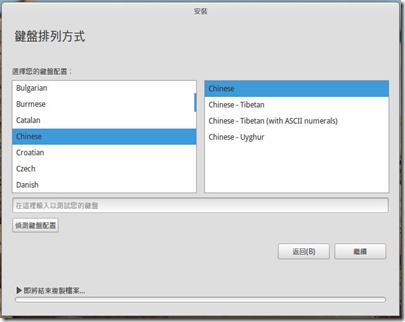 安裝
鍵盤排列方式
選擇您的鍵盤配置：
Bulgarian
Burmese
Catalan
Chinese
Croatian
Czech
Danish
Chinese
Chinese - Tibetan
Chinese - Tibetan (with ASCII numerals)
Chinese - Uyghur
在這裡輸入以測試您的鍵盤
偵測鍵盤配置
返回(B)
繼續
即將結束複製檔案...